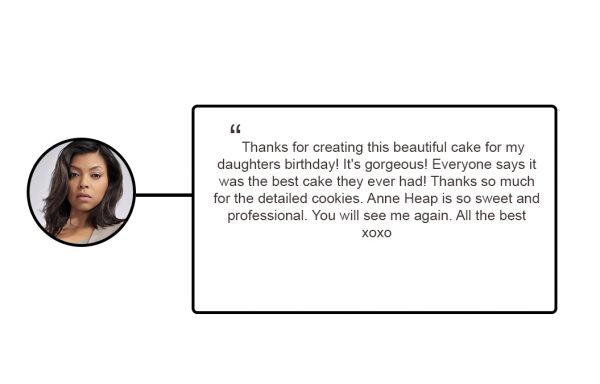 “
Thanks for creating this beautiful cake for my
daughters birthday! It's gorgeous! Everyone says it
was the best cake they ever had! Thanks so much
for the detailed cookies. Anne Heap is so sweet and
professional. You will see me again. All the best
xoxo